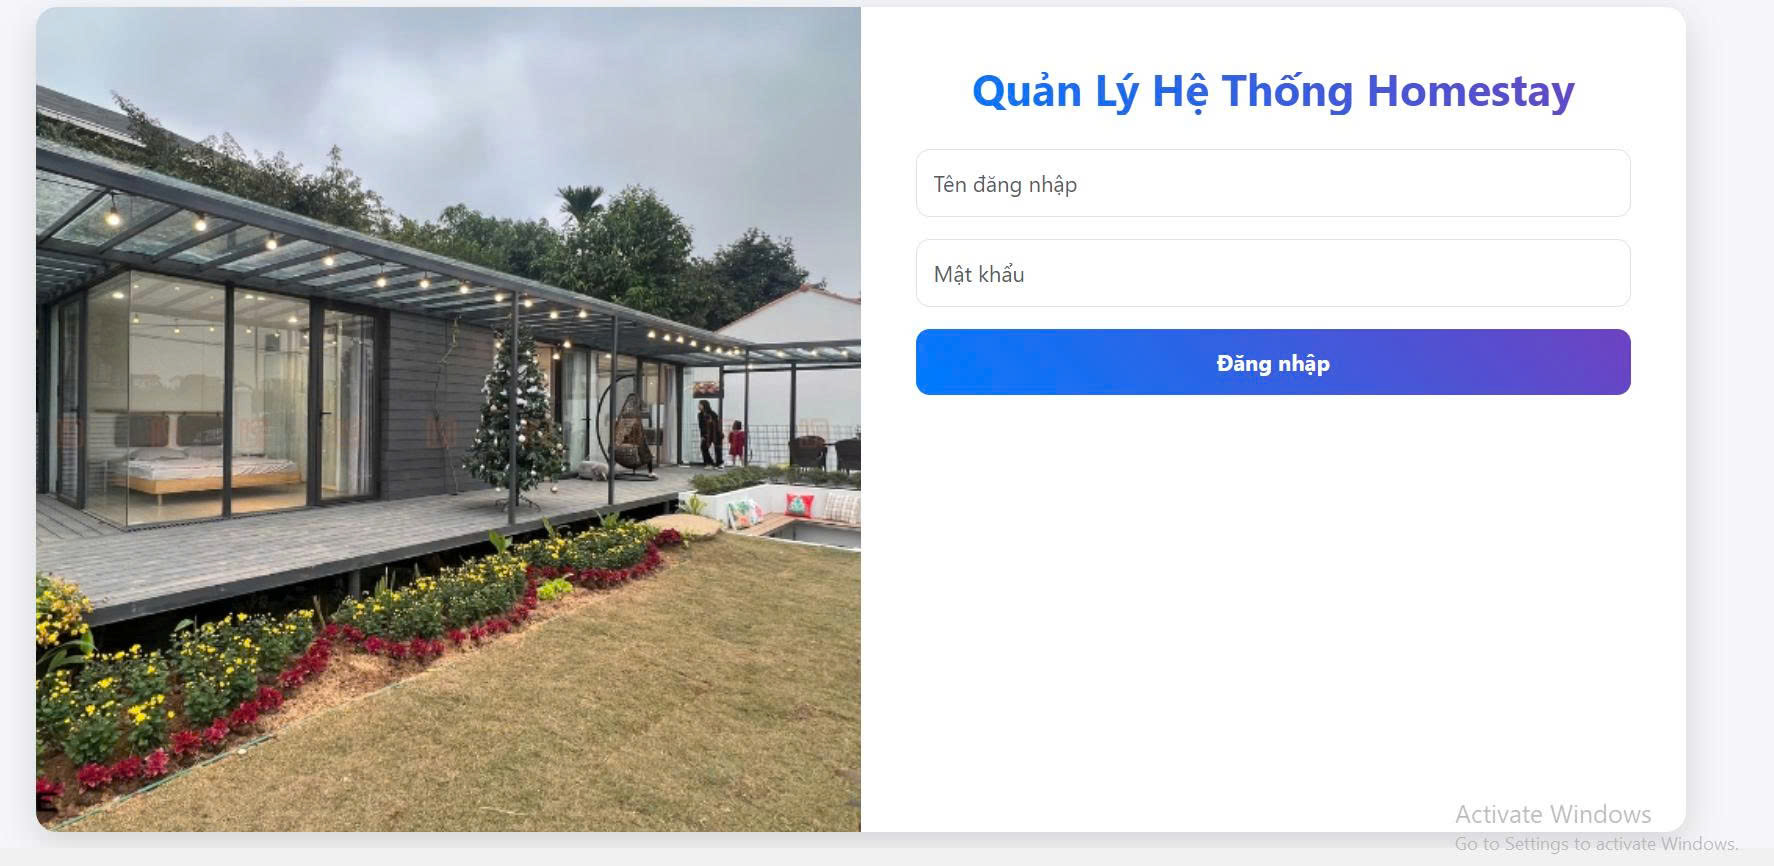 Quản Lý Hệ Thống Homestay
Tên đăng nhập
Mật khẩu
Đăng nhập
Activate Windows
Go to Settings to activate Windows.